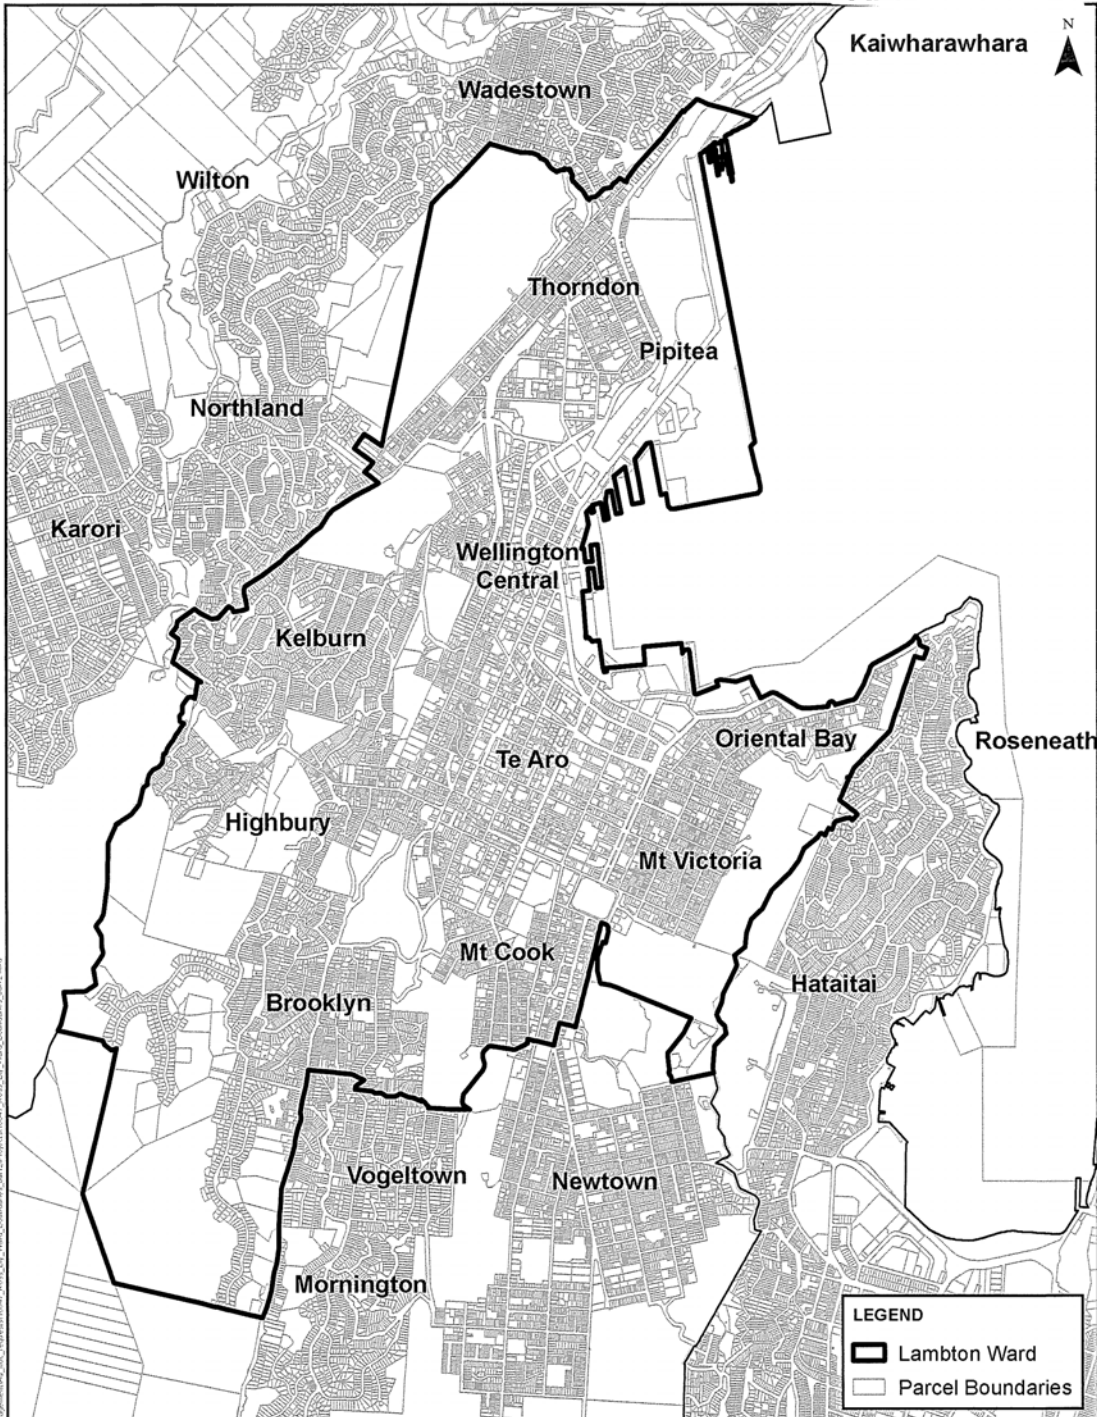 Kaiwharawhara
N
Wadestown
Wilton
Thorndon
Pipitea
Northland
Karori
Wellington
Central
Kelburn
Oriental Bay
Roseneath
Te Aro
Highbury
Mt Victoria
Mt Cook
Hataitai
Brooklyn
Vogeltown
Newtown
Mornington
LEGEND
Lambton Ward
Parcel Boundaries